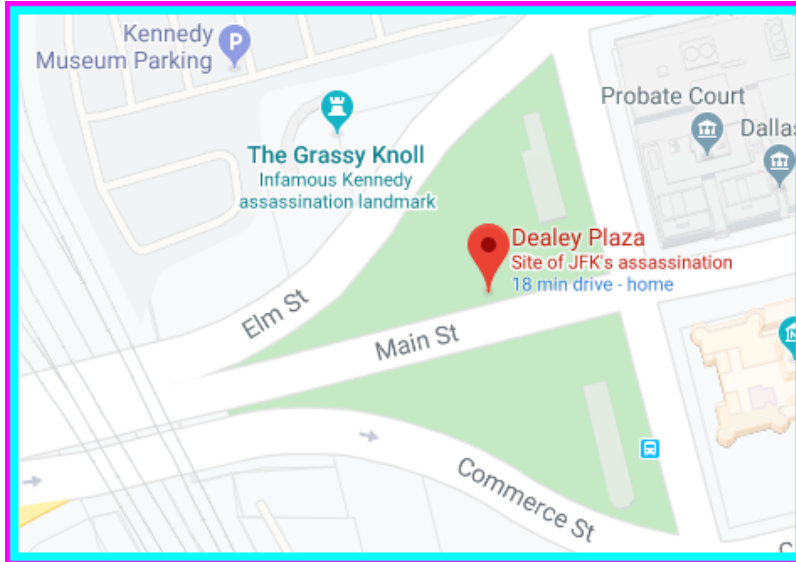 Kennedy
Museum Parking
P
Probate Court
Dallas
The Grassy Knoll
Infamous Kennedy
assassination landmark
Dealey Plaza
Site of JFK's assassination
18 min drive - home
Elm St
Main St
Commerce St